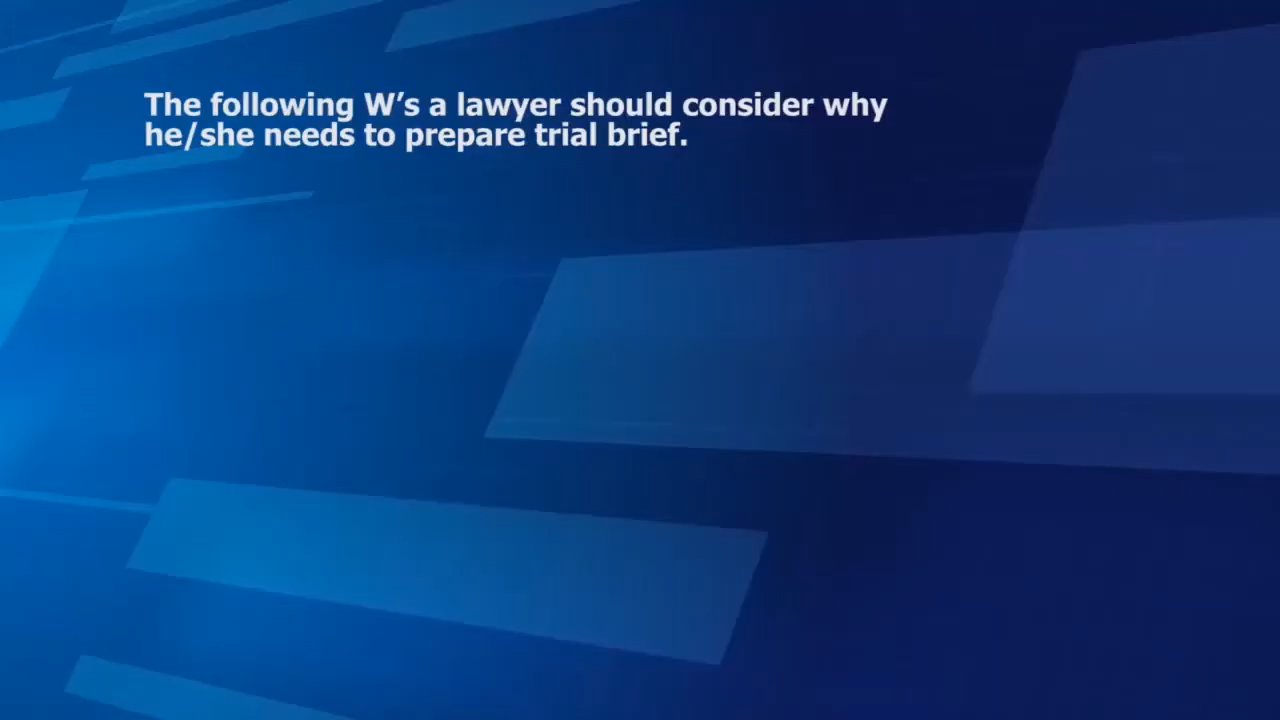 The following W’s a lawyer should consider why
he/she needs to prepare trial brief.